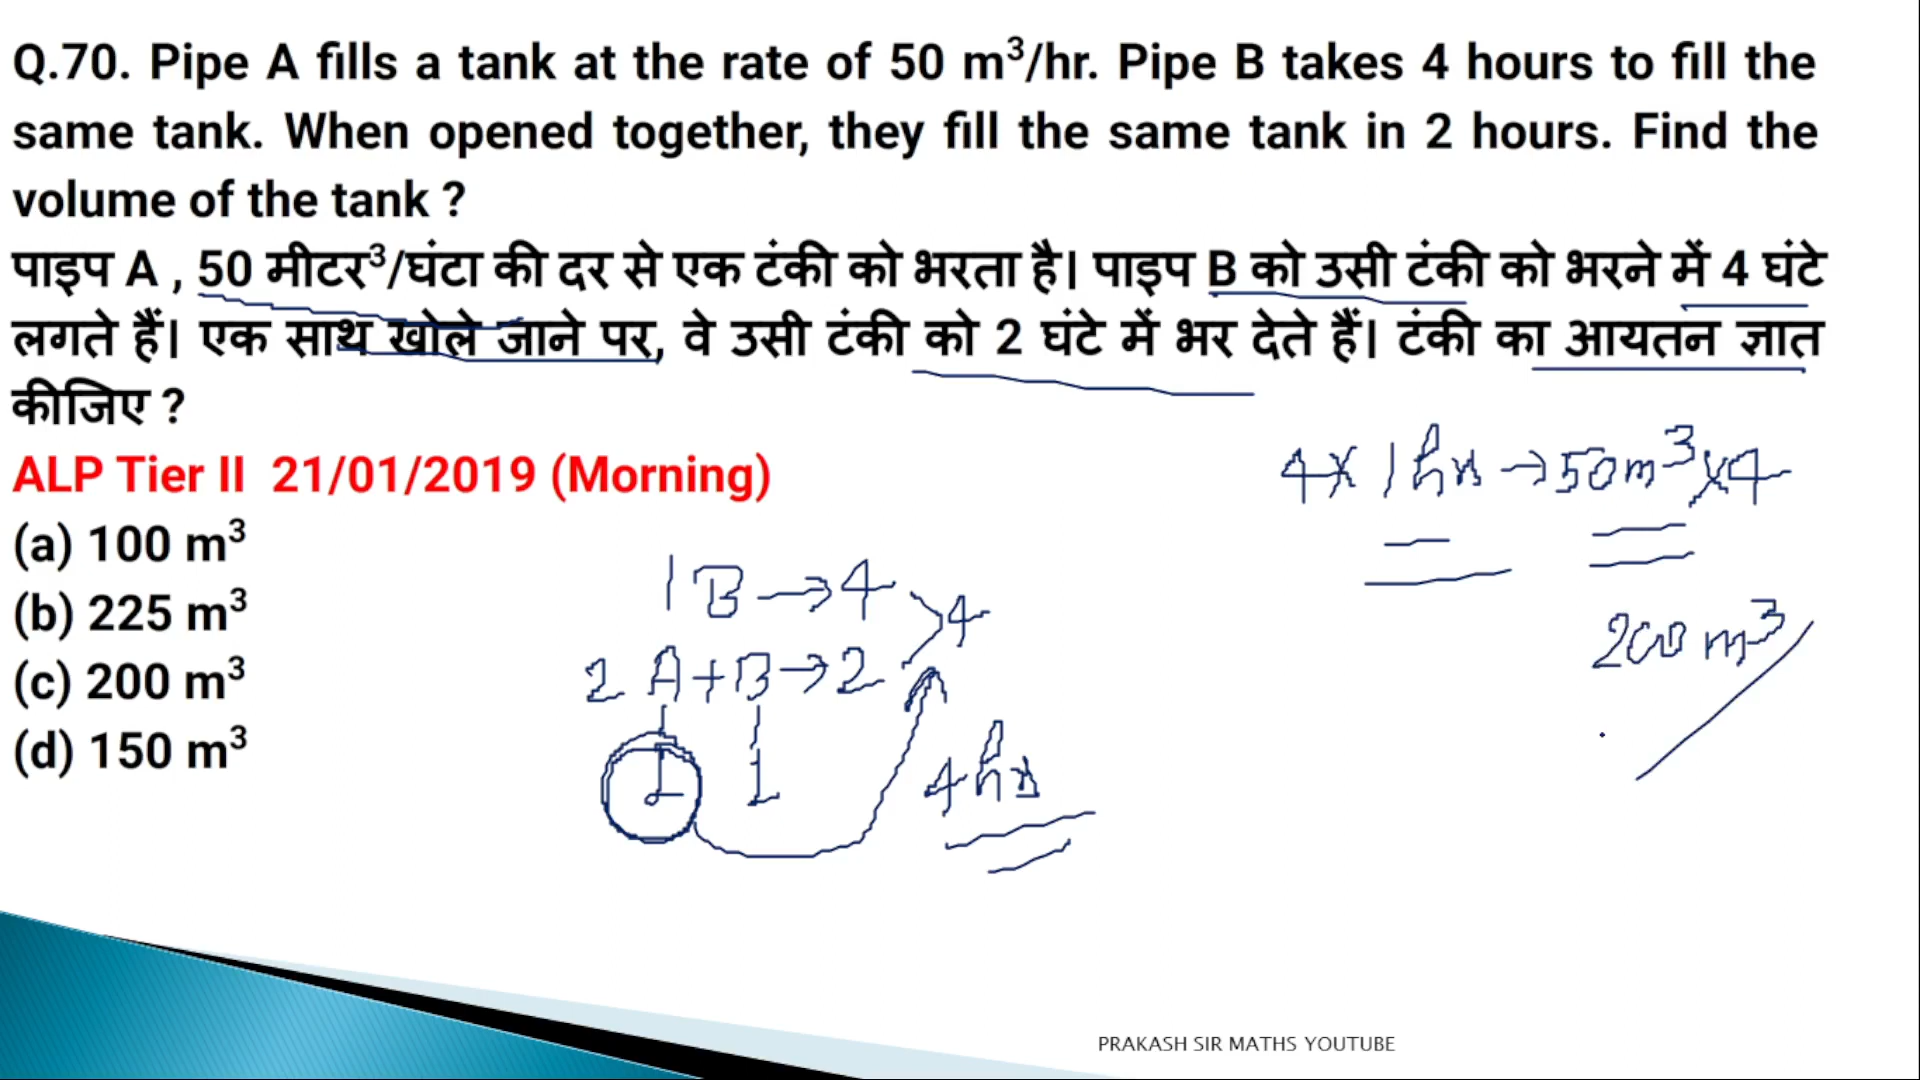 Q.70. Pipe A fills a tank at the rate of 50 m³/hr. Pipe B takes 4 hours to fill the
same tank. When opened together, they fill the same tank in 2 hours. Find the
volume of the tank ?
पाइप A , 50 मीटर³/घंटा की दर से एक टंकी को भरता है। पाइप B को उसी टंकी को भरने में 4 घंटे
लगते हैं। एक साथ खोले जाने पर, वे उसी टंकी को 2 घंटे में भर देते हैं। टंकी का आयतन ज्ञात
कीजिए ?
ALP Tier II 21/01/2019 (Morning)
(a) 100 m³
(b) 225 m³
(c) 200 m³
(d) 150 m³
1 B → 4
4
2 A + B → 2
1 1
4 hr
4 × 1 hr → 50 m³ × 4
200 m³
PRAKASH SIR MATHS YOUTUBE